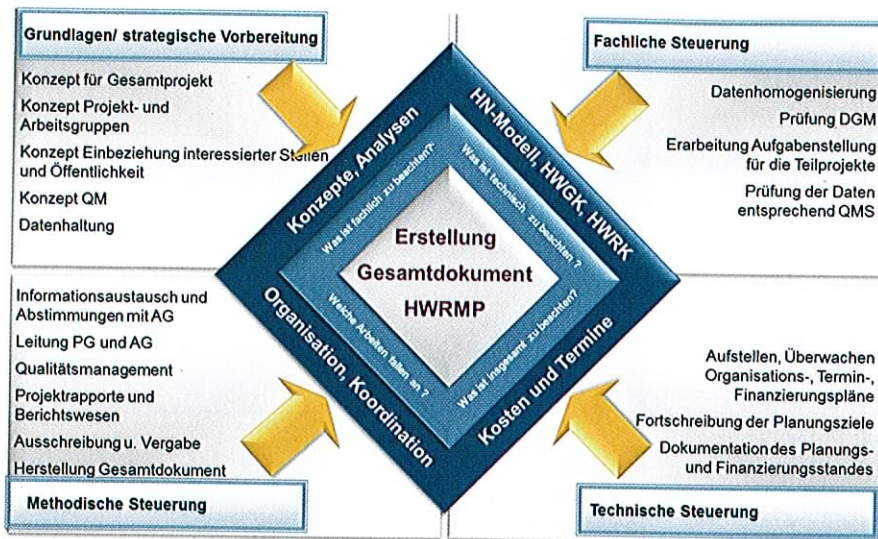 Grundlagen/ strategische Vorbereitung
Konzept für Gesamtprojekt
Konzept Projekt- und
Arbeitsgruppen
Konzept Einbeziehung interessierter Stellen
und Öffentlichkeit
Konzept QM
Datenhaltung
Fachliche Steuerung
Datenhomogenisierung
Prüfung DGM
Erarbeitung Aufgabenstellung
für die Teilprojekte
Prüfung der Daten
entsprechend QMS
Konzepte, Analysen
HN-Modell, HWGK, HWRK
Was ist fachlich zu beachten?
Was ist technisch zu beachten ?
Erstellung
Gesamtdokument
HWRMP
Welche Arbeiten fallen an ?
Was ist insgesamt zu beachten?
Organisation, Koordination
Kosten und Termine
Informationsaustausch und
Abstimmungen mit AG
Leitung PG und AG
Qualitätsmanagement
Projektrapporte und
Berichtswesen
Ausschreibung u. Vergabe
Herstellung Gesamtdokument
Methodische Steuerung
Aufstellen, Überwachen
Organisations-, Termin-,
Finanzierungspläne
Fortschreibung der Planungsziele
Dokumentation des Planungs-
und Finanzierungsstandes
Technische Steuerung